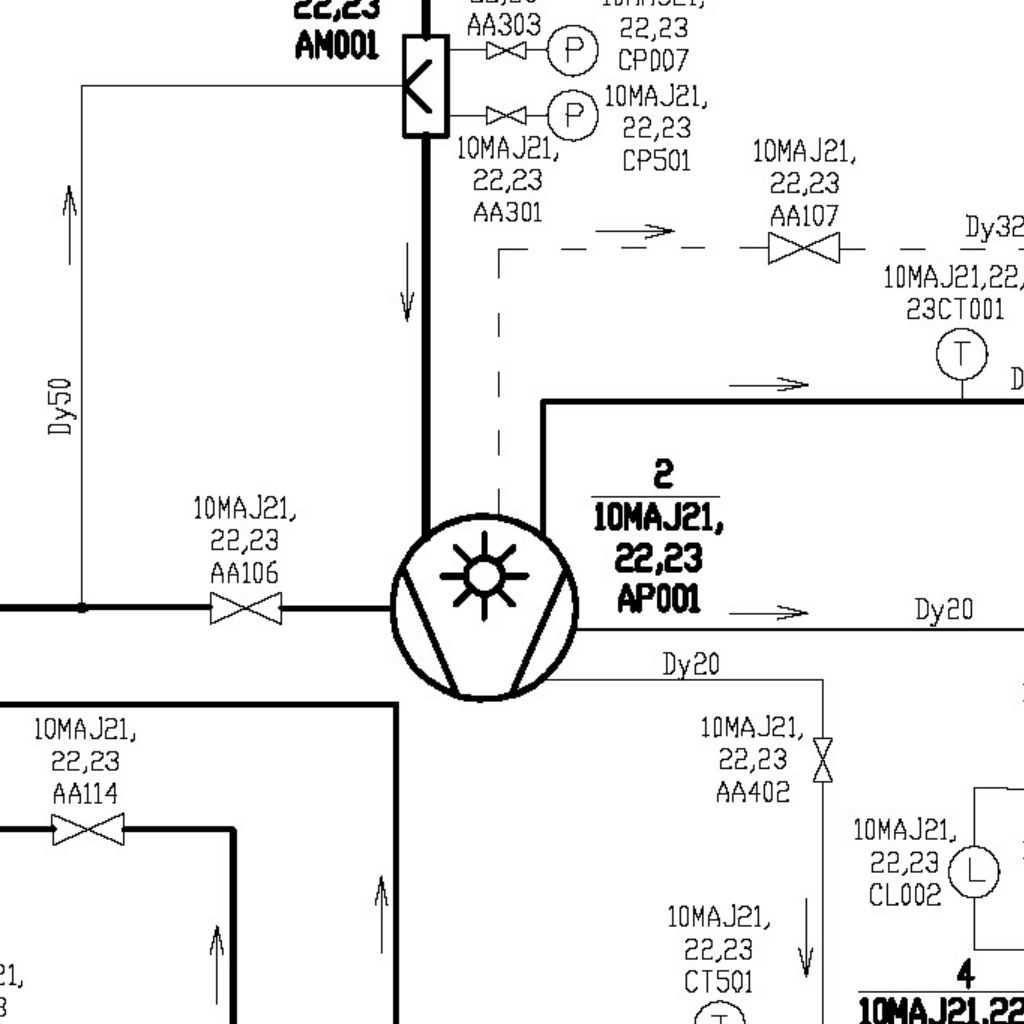 22,23
AM001
AA303
22,23
CP007
10MAJ21,
22,23
CP501
10MAJ21,
22,23
AA301
P
P
10MAJ21,
22,23
AA107
Dy32
10MAJ21,22,
23CT001
T
Dy50
2
10MAJ21,
22,23
AP001
10MAJ21,
22,23
AA106
Dy20
Dy20
10MAJ21,
22,23
AA114
10MAJ21,
22,23
AA402
10MAJ21,
22,23
CL002
L
10MAJ21,
22,23
CT501
T
4
10MAJ21,22